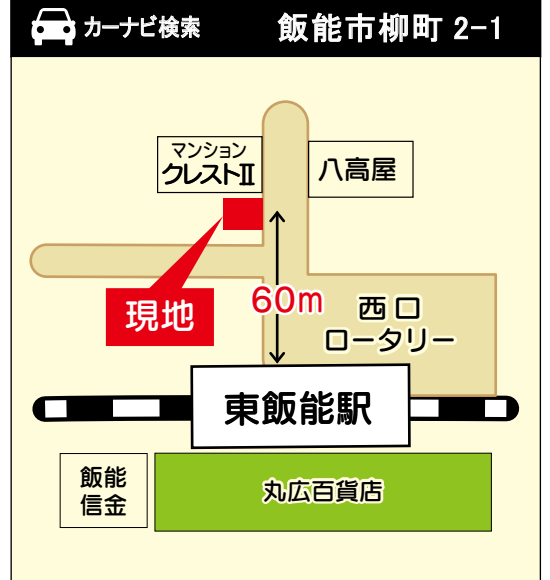 カーナビ検索 飯能市柳町 2-1
マンション
クレストⅡ
八高屋
現地
60m
西口
ロータリー
東飯能駅
飯能
信金
丸広百貨店